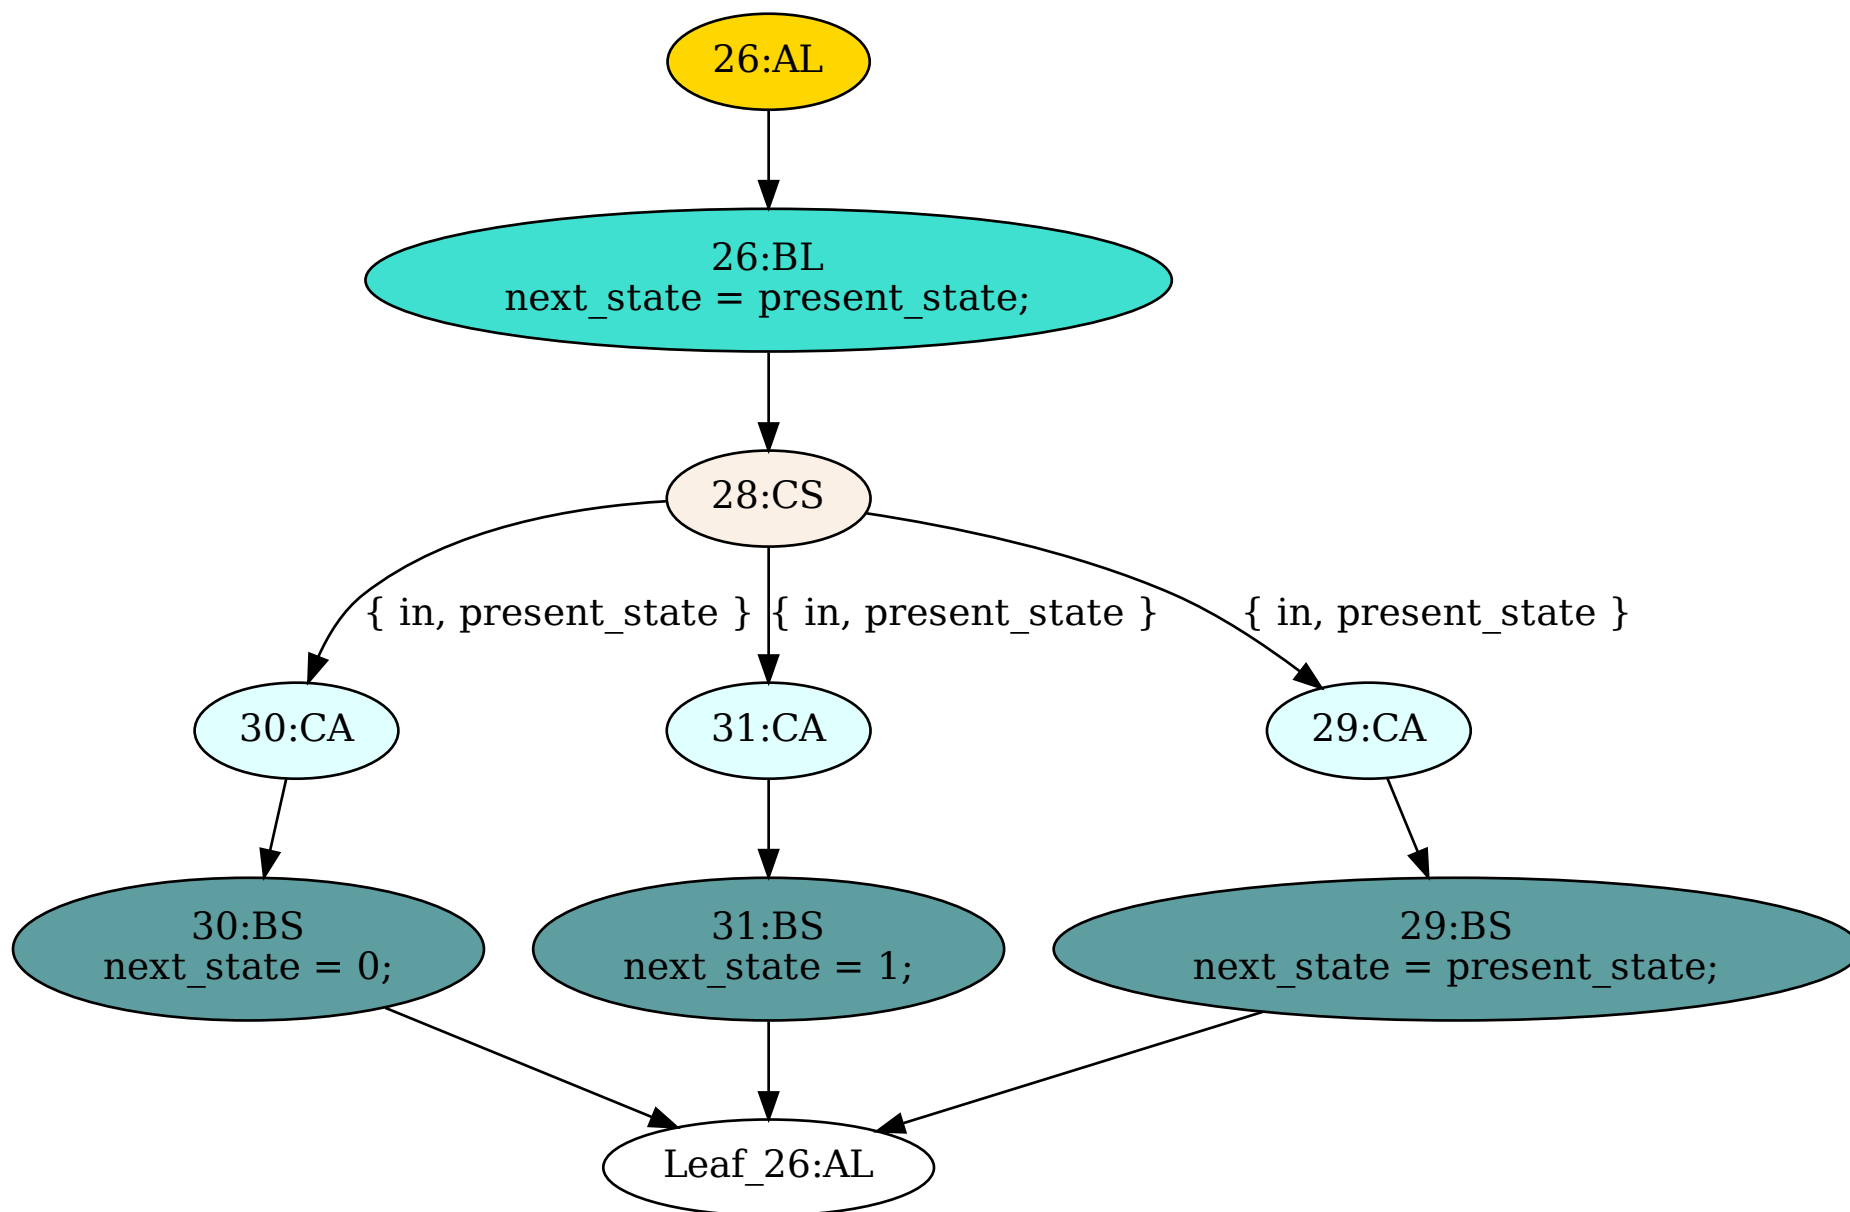 26:AL
26:BL
next_state = present_state;
28:CS
{ in, present_state }
{ in, present_state }
{ in, present_state }
30:CA
31:CA
29:CA
30:BS
next_state = 0;
31:BS
next_state = 1;
29:BS
next_state = present_state;
Leaf_26:AL